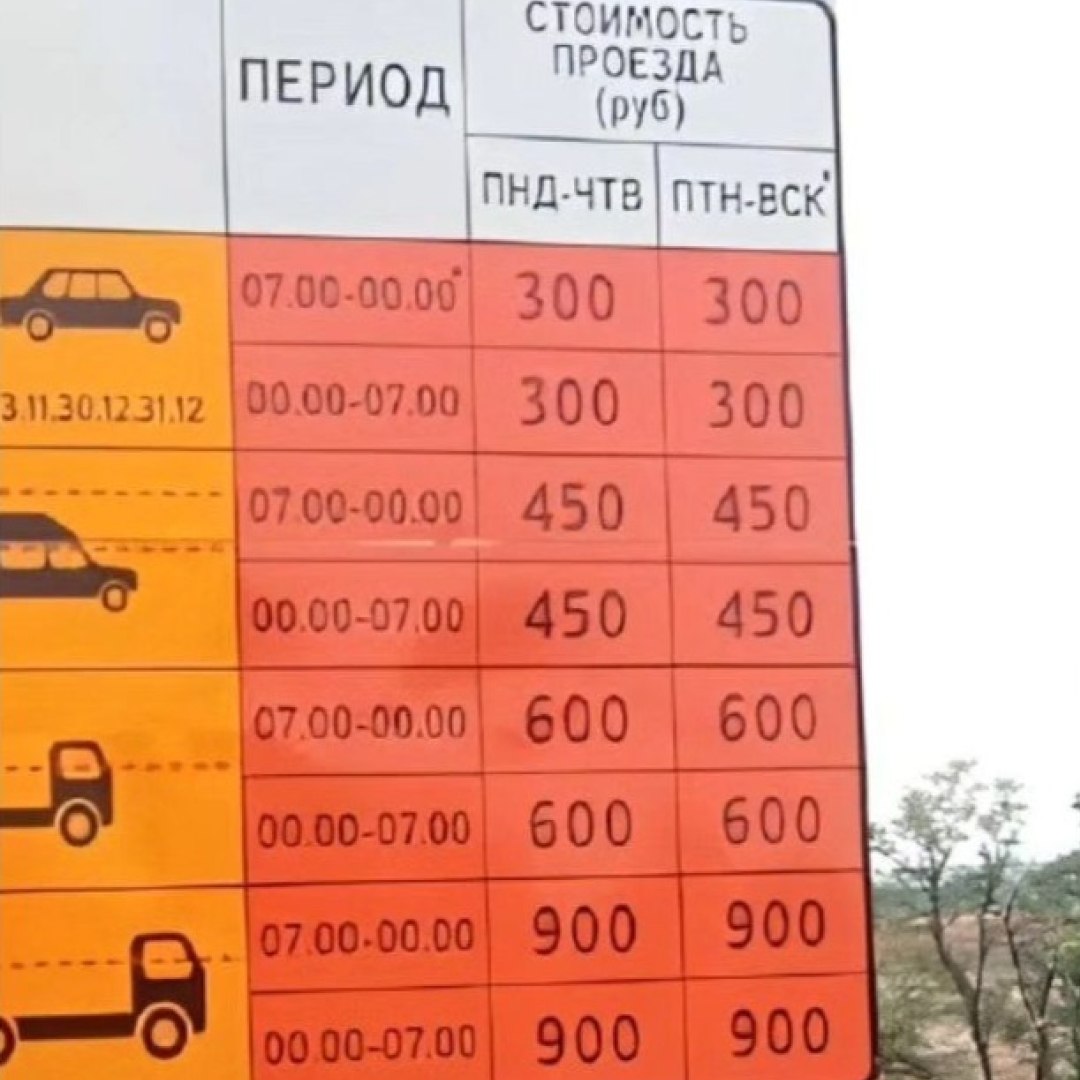 ПЕРИОД
СТОИМОСТЬ
ПРОЕЗДА
(руб)
ПНД-ЧТВ ПТН-ВСК*
07.00-00.00* 300 300
3.11.30.12.31.12 00.00-07.00 300 300
07.00-00.00 450 450
00.00-07.00 450 450
07.00-00.00 600 600
00.00-07.00 600 600
07.00-00.00 900 900
00.00-07.00 900 900